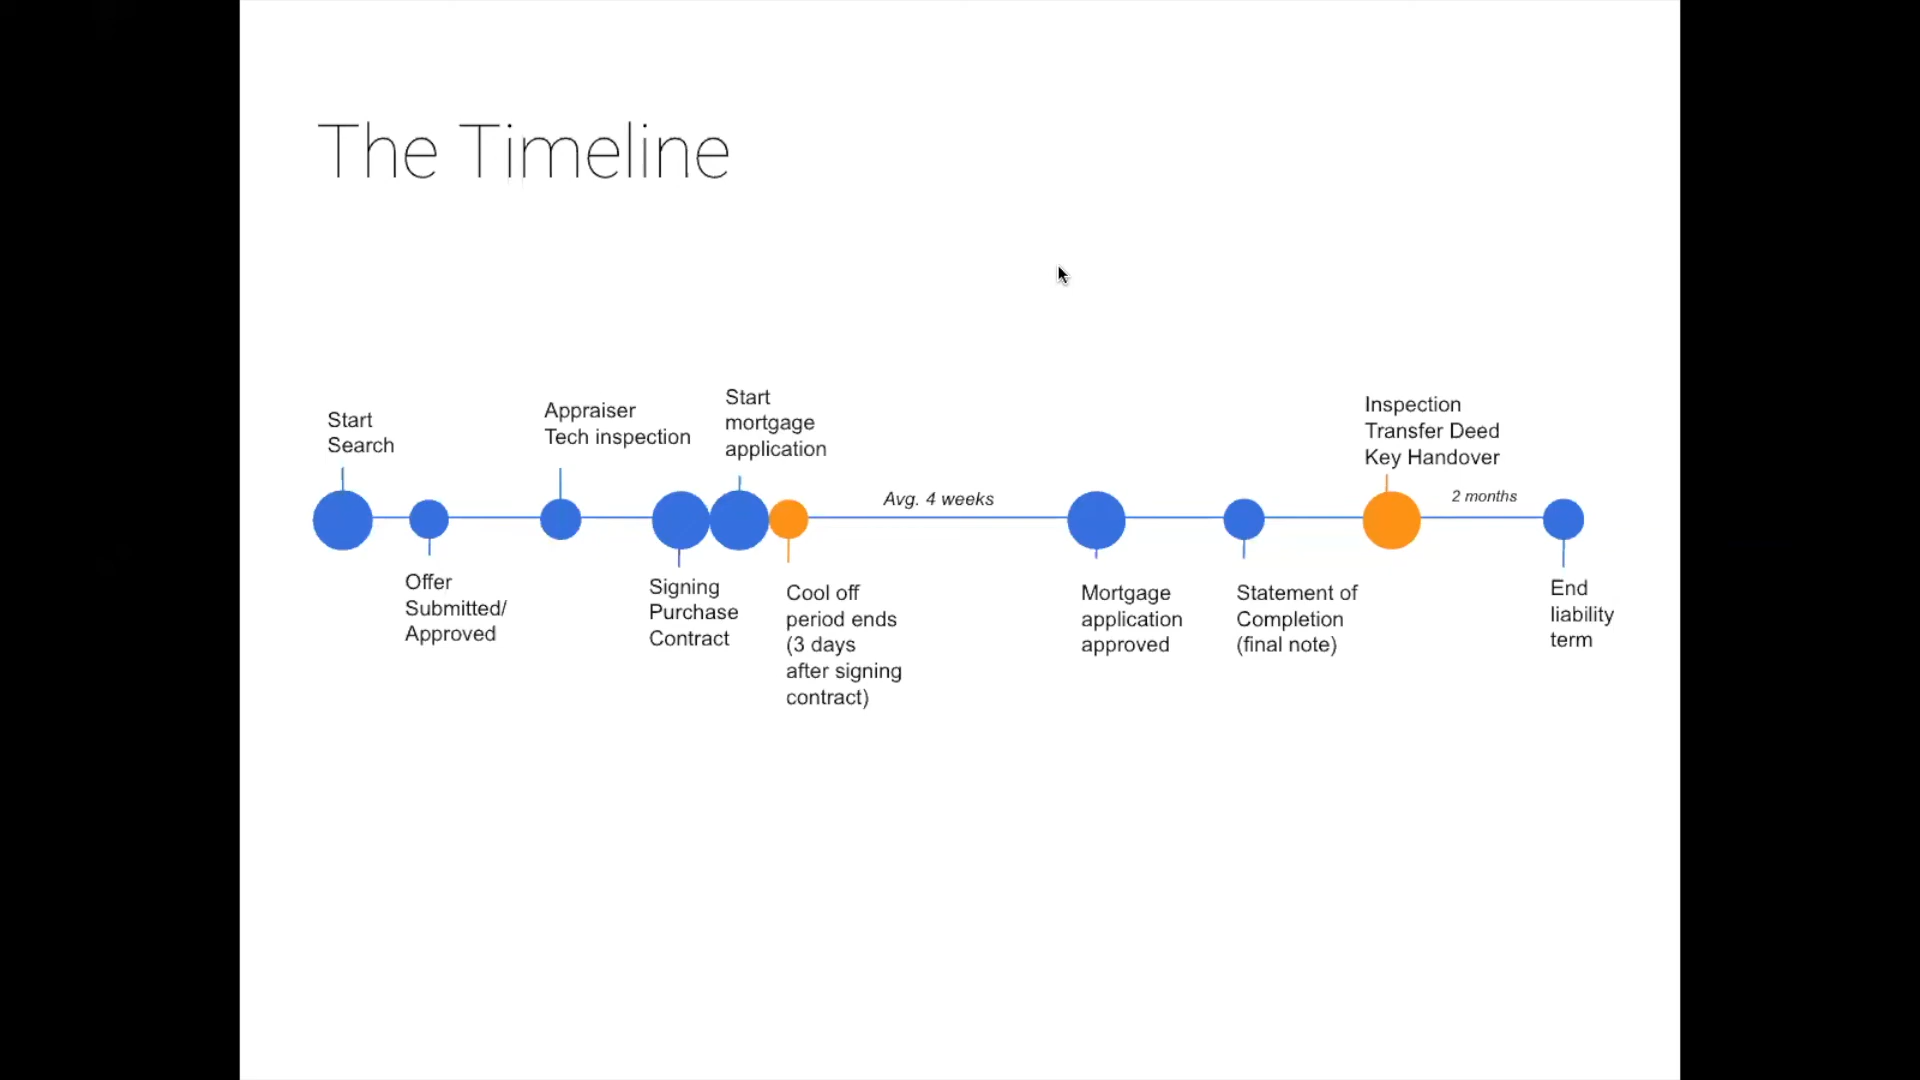 The Timeline
Start
Search
Offer
Submitted/
Approved
Appraiser
Tech inspection
Signing
Purchase
Contract
Start
mortgage
application
Cool off
period ends
(3 days
after signing
contract)
Avg. 4 weeks
Mortgage
application
approved
Statement of
Completion
(final note)
Inspection
Transfer Deed
Key Handover
2 months
End
liability
term